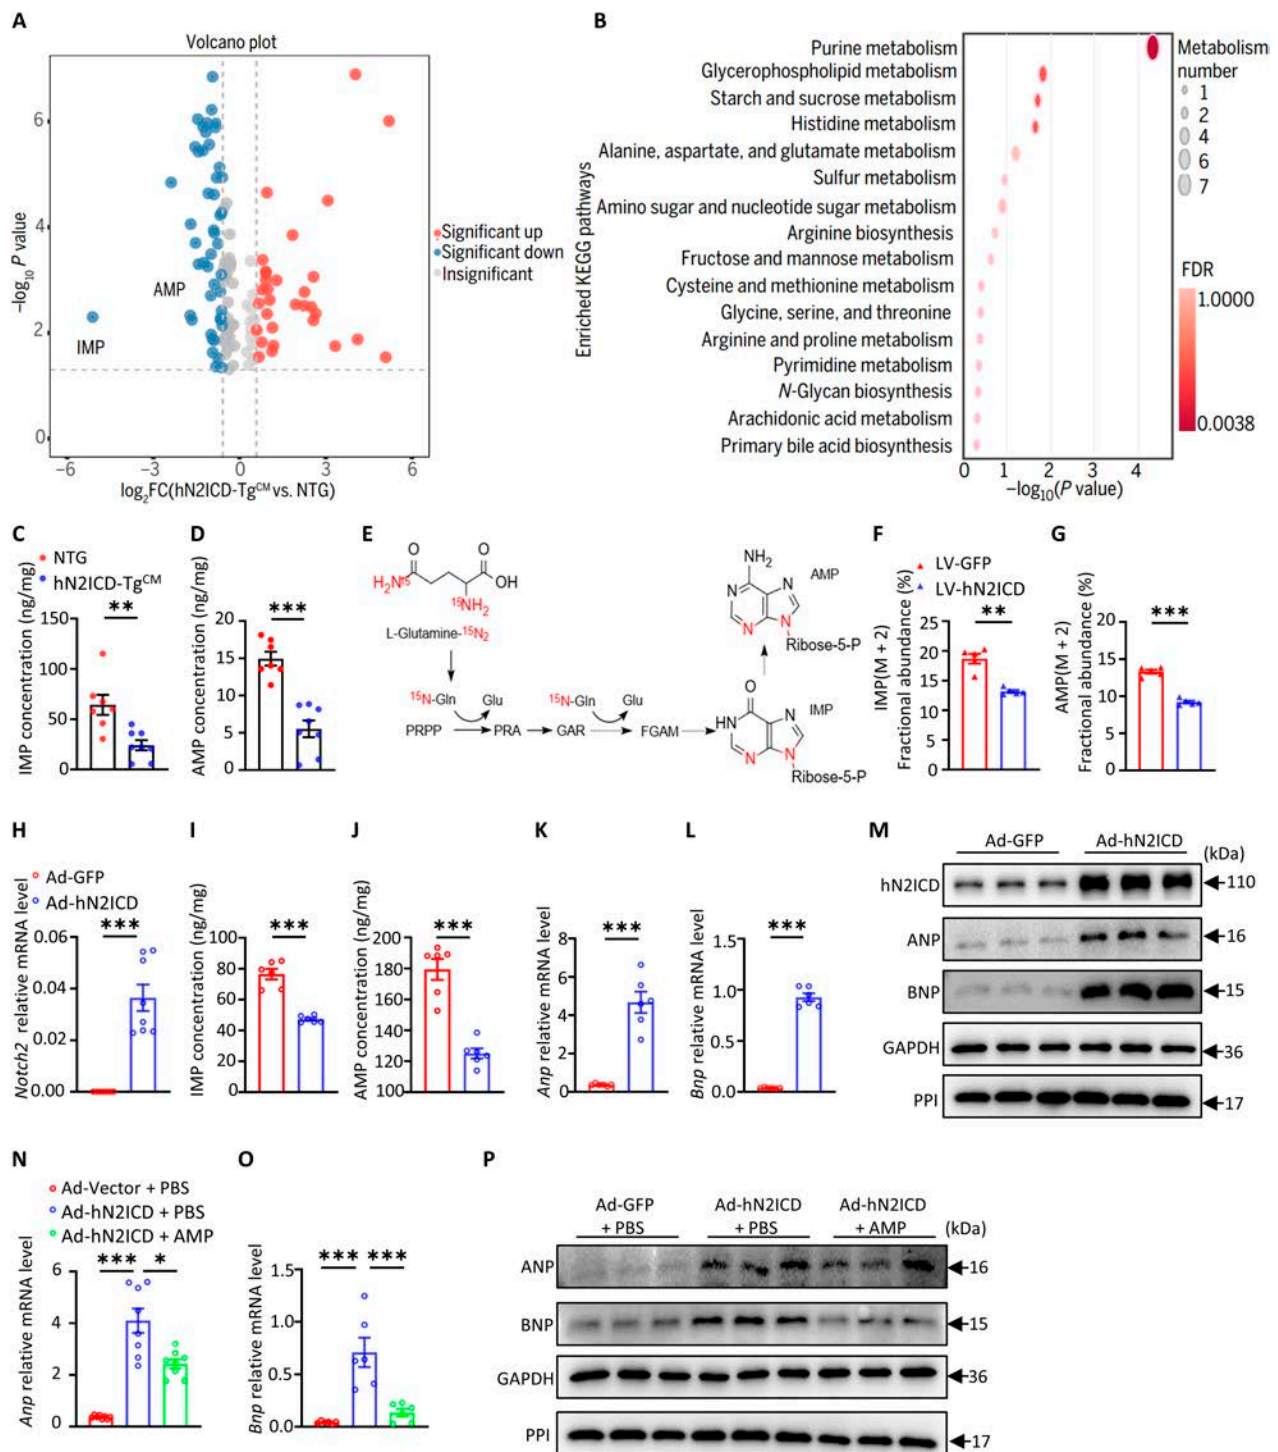 A
Volcano plot
6
4
2
0
−log10 P value
−6 −3 0 3 6
log2FC(hN2ICD-TgCM vs. NTG)
AMP
IMP
Significant up
Significant down
Insignificant
B
Enriched KEGG pathways
Purine metabolism
Glycerophospholipid metabolism
Starch and sucrose metabolism
Histidine metabolism
Alanine, aspartate, and glutamate metabolism
Sulfur metabolism
Amino sugar and nucleotide sugar metabolism
Arginine biosynthesis
Fructose and mannose metabolism
Cysteine and methionine metabolism
Glycine, serine, and threonine
Arginine and proline metabolism
Pyrimidine metabolism
N-Glycan biosynthesis
Arachidonic acid metabolism
Primary bile acid biosynthesis
0 1 2 3 4
−log10(P value)
Metabolism
number
1
2
4
6
7
FDR
1.0000
0.0038
C
NTG
hN2ICD-TgCM
IMP concentration (ng/mg)
150
100
50
0
**
D
AMP concentration (ng/mg)
20
15
10
5
0
***
E
O O
H2N15 OH
15NH2
L-Glutamine-15N2
15N-Gln Glu 15N-Gln Glu
PRPP PRA GAR FGAM
NH2
N N
N N
AMP
Ribose-5-P
O
HN N
N N
IMP
Ribose-5-P
F
LV-GFP
LV-hN2ICD
IMP(M + 2)
Fractional abundance (%)
25
20
15
10
5
0
**
G
AMP(M + 2)
Fractional abundance (%)
20
15
10
5
0
***
H
Ad-GFP
Ad-hN2ICD
Notch2 relative mRNA level
0.06
0.04
0.02
0.00
***
I
IMP concentration (ng/mg)
100
80
60
40
20
0
***
J
AMP concentration (ng/mg)
200
180
160
140
120
100
***
K
Anp relative mRNA level
8
6
4
2
0
***
L
Bnp relative mRNA level
1.5
1.0
0.5
0.0
***
M
Ad-GFP Ad-hN2ICD
(kDa)
hN2ICD 110
ANP 16
BNP 15
GAPDH 36
PPI 17
N
Ad-Vector + PBS
Ad-hN2ICD + PBS
Ad-hN2ICD + AMP
Anp relative mRNA level
6
4
2
0
*** *
O
Bnp relative mRNA level
1.5
1.0
0.5
0.0
*** ***
P
Ad-GFP Ad-hN2ICD Ad-hN2ICD
+ PBS + PBS + AMP (kDa)
ANP 16
BNP 15
GAPDH 36
PPI 17